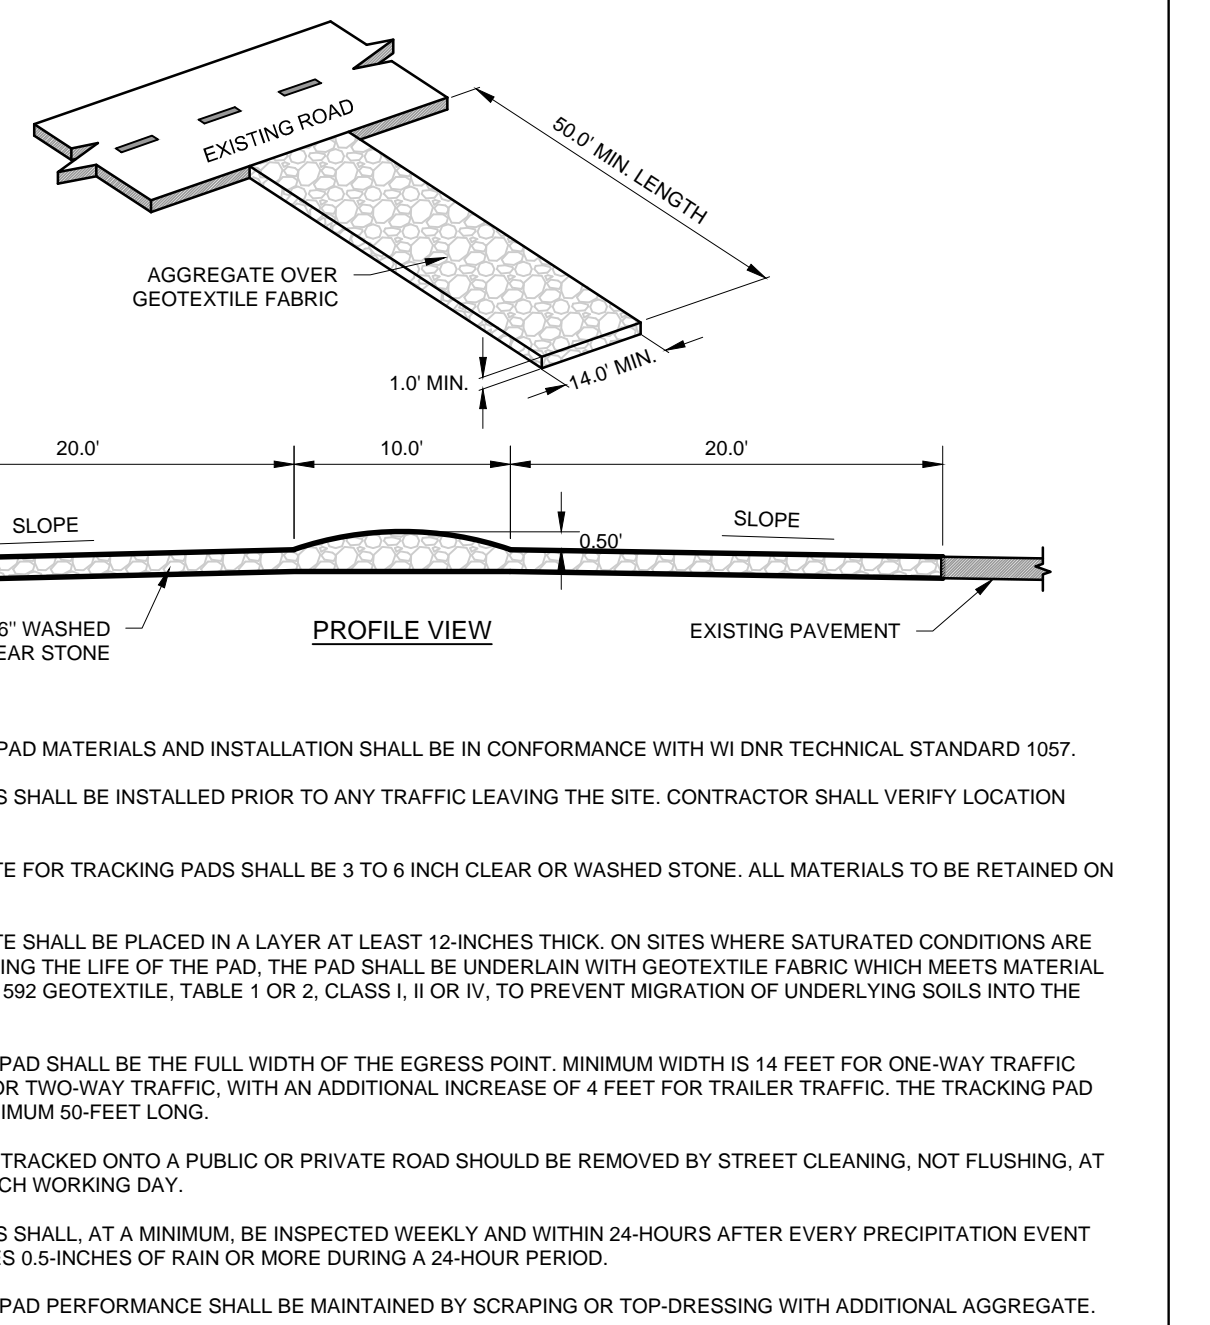 EXISTING ROAD
50.0' MIN. LENGTH
AGGREGATE OVER
GEOTEXTILE FABRIC
1.0' MIN.
14.0' MIN.
20.0'
10.0'
20.0'
SLOPE
0.50'
SLOPE
6" WASHED
EAR STONE
PROFILE VIEW
EXISTING PAVEMENT
PAD MATERIALS AND INSTALLATION SHALL BE IN CONFORMANCE WITH WI DNR TECHNICAL STANDARD 1057.
S SHALL BE INSTALLED PRIOR TO ANY TRAFFIC LEAVING THE SITE. CONTRACTOR SHALL VERIFY LOCATION
TE FOR TRACKING PADS SHALL BE 3 TO 6 INCH CLEAR OR WASHED STONE. ALL MATERIALS TO BE RETAINED ON
TE SHALL BE PLACED IN A LAYER AT LEAST 12-INCHES THICK. ON SITES WHERE SATURATED CONDITIONS ARE
ING THE LIFE OF THE PAD, THE PAD SHALL BE UNDERLAIN WITH GEOTEXTILE FABRIC WHICH MEETS MATERIAL
592 GEOTEXTILE, TABLE 1 OR 2, CLASS I, II OR IV, TO PREVENT MIGRATION OF UNDERLYING SOILS INTO THE
PAD SHALL BE THE FULL WIDTH OF THE EGRESS POINT. MINIMUM WIDTH IS 14 FEET FOR ONE-WAY TRAFFIC
OR TWO-WAY TRAFFIC, WITH AN ADDITIONAL INCREASE OF 4 FEET FOR TRAILER TRAFFIC. THE TRACKING PAD
IMUM 50-FEET LONG.
TRACKED ONTO A PUBLIC OR PRIVATE ROAD SHOULD BE REMOVED BY STREET CLEANING, NOT FLUSHING, AT
CH WORKING DAY.
S SHALL, AT A MINIMUM, BE INSPECTED WEEKLY AND WITHIN 24-HOURS AFTER EVERY PRECIPITATION EVENT
ES 0.5-INCHES OF RAIN OR MORE DURING A 24-HOUR PERIOD.
PAD PERFORMANCE SHALL BE MAINTAINED BY SCRAPING OR TOP-DRESSING WITH ADDITIONAL AGGREGATE.